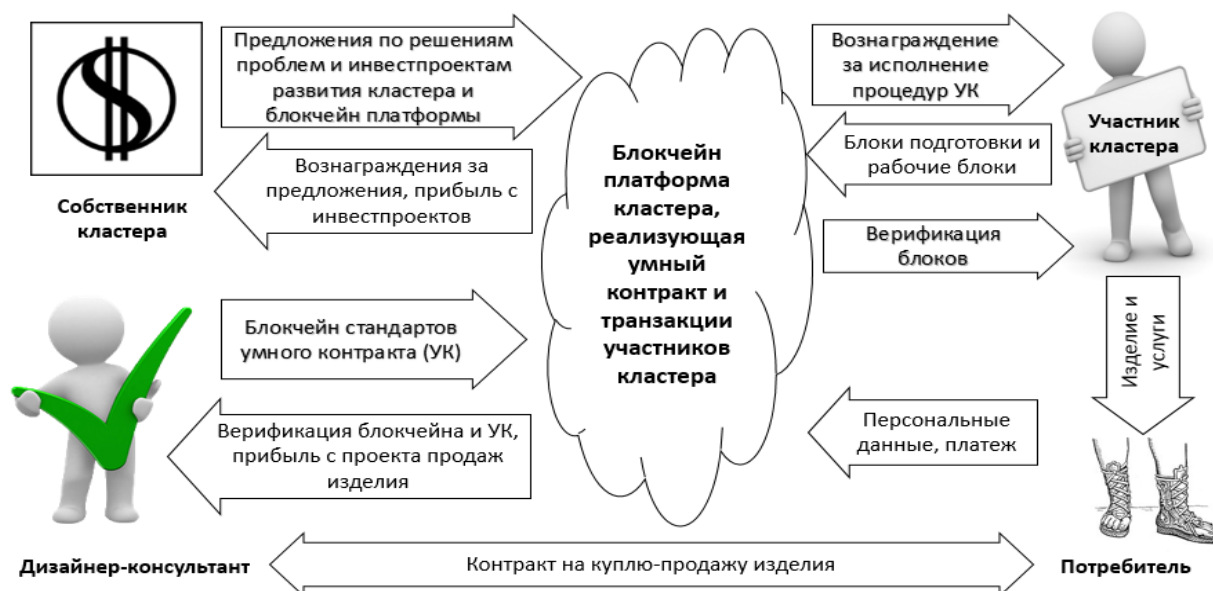 Предложения по решениям
проблем и инвестпроектам
развития кластера и
блокчейн платформы
Вознаграждения за
предложения, прибыль с
инвестпроектов
Собственник
кластера
Блокчейн
платформа
кластера,
реализующая
умный
контракт и
транзакции
участников
кластера
Вознаграждение
за исполнение
процедур УК
Блоки подготовки и
рабочие блоки
Верификация
блоков
Участник
кластера
Изделие и
услуги
Блокчейн стандартов
умного контракта (УК)
Верификация блокчейна и УК,
прибыль с проекта продаж
изделия
Персональные
данные, платеж
Дизайнер-консультант
Контракт на куплю-продажу изделия
Потребитель